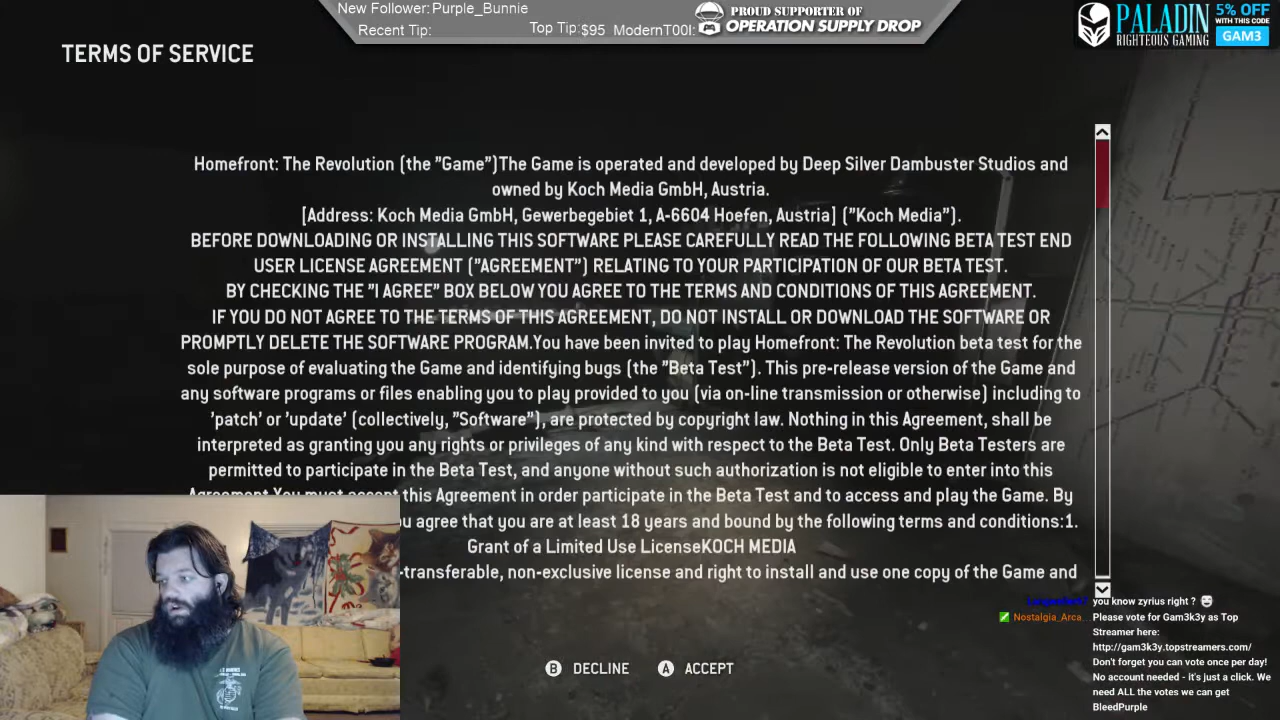 New Follower: Purple_Bunnie
Recent Tip:
Top Tip: $95 ModernT00l:
PROUD SUPPORTER OF
OPERATION SUPPLY DROP
PALADIN
RIGHTEOUS GAMING
5% OFF
WITH THIS CODE
GAM3
TERMS OF SERVICE
Homefront: The Revolution (the "Game")The Game is operated and developed by Deep Silver Dambuster Studios and
owned by Koch Media GmbH, Austria.
[Address: Koch Media GmbH, Gewerbegebiet 1, A-6604 Hoefen, Austria] ("Koch Media").
BEFORE DOWNLOADING OR INSTALLING THIS SOFTWARE PLEASE CAREFULLY READ THE FOLLOWING BETA TEST END
USER LICENSE AGREEMENT ("AGREEMENT") RELATING TO YOUR PARTICIPATION OF OUR BETA TEST.
BY CHECKING THE "I AGREE" BOX BELOW YOU AGREE TO THE TERMS AND CONDITIONS OF THIS AGREEMENT.
IF YOU DO NOT AGREE TO THE TERMS OF THIS AGREEMENT, DO NOT INSTALL OR DOWNLOAD THE SOFTWARE OR
PROMPTLY DELETE THE SOFTWARE PROGRAM.You have been invited to play Homefront: The Revolution beta test for the
sole purpose of evaluating the Game and identifying bugs (the "Beta Test"). This pre-release version of the Game and
any software programs or files enabling you to play provided to you (via on-line transmission or otherwise) including to
'patch' or 'update' (collectively, "Software"), are protected by copyright law. Nothing in this Agreement, shall be
interpreted as granting you any rights or privileges of any kind with respect to the Beta Test. Only Beta Testers are
permitted to participate in the Beta Test, and anyone without such authorization is not eligible to enter into this
Agreement.You must accept this Agreement in order participate in the Beta Test and to access and play the Game. By
you agree that you are at least 18 years and bound by the following terms and conditions:1.
Grant of a Limited Use LicenseKOCH MEDIA
-transferable, non-exclusive license and right to install and use one copy of the Game and
you know zyrius right ?
Nostalgia_Arca
Please vote for Gam3k3y as Top
Streamer here:
http://gam3k3y.topstreamers.com/
Don't forget you can vote once per day!
No account needed - it's just a click. We
need ALL the votes we can get
BleedPurple
B DECLINE A ACCEPT